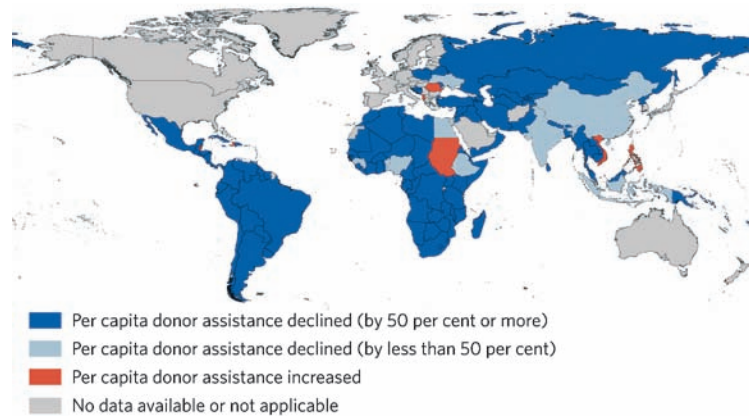 Per capita donor assistance declined (by 50 per cent or more)
Per capita donor assistance declined (by less than 50 per cent)
Per capita donor assistance increased
No data available or not applicable